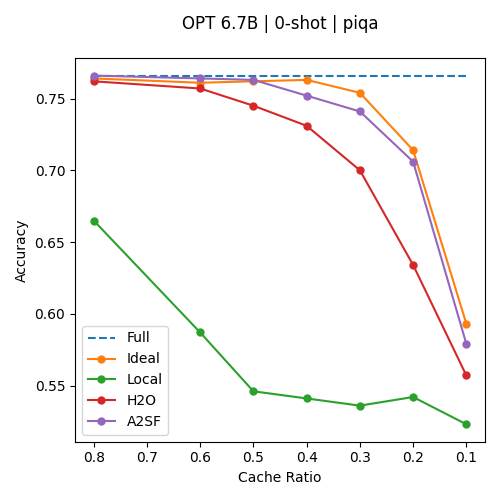 OPT 6.7B | 0-shot | piqa
Accuracy
0.75
0.70
0.65
0.60
0.55
Full
Ideal
Local
H2O
A2SF
0.8 0.7 0.6 0.5 0.4 0.3 0.2 0.1
Cache Ratio